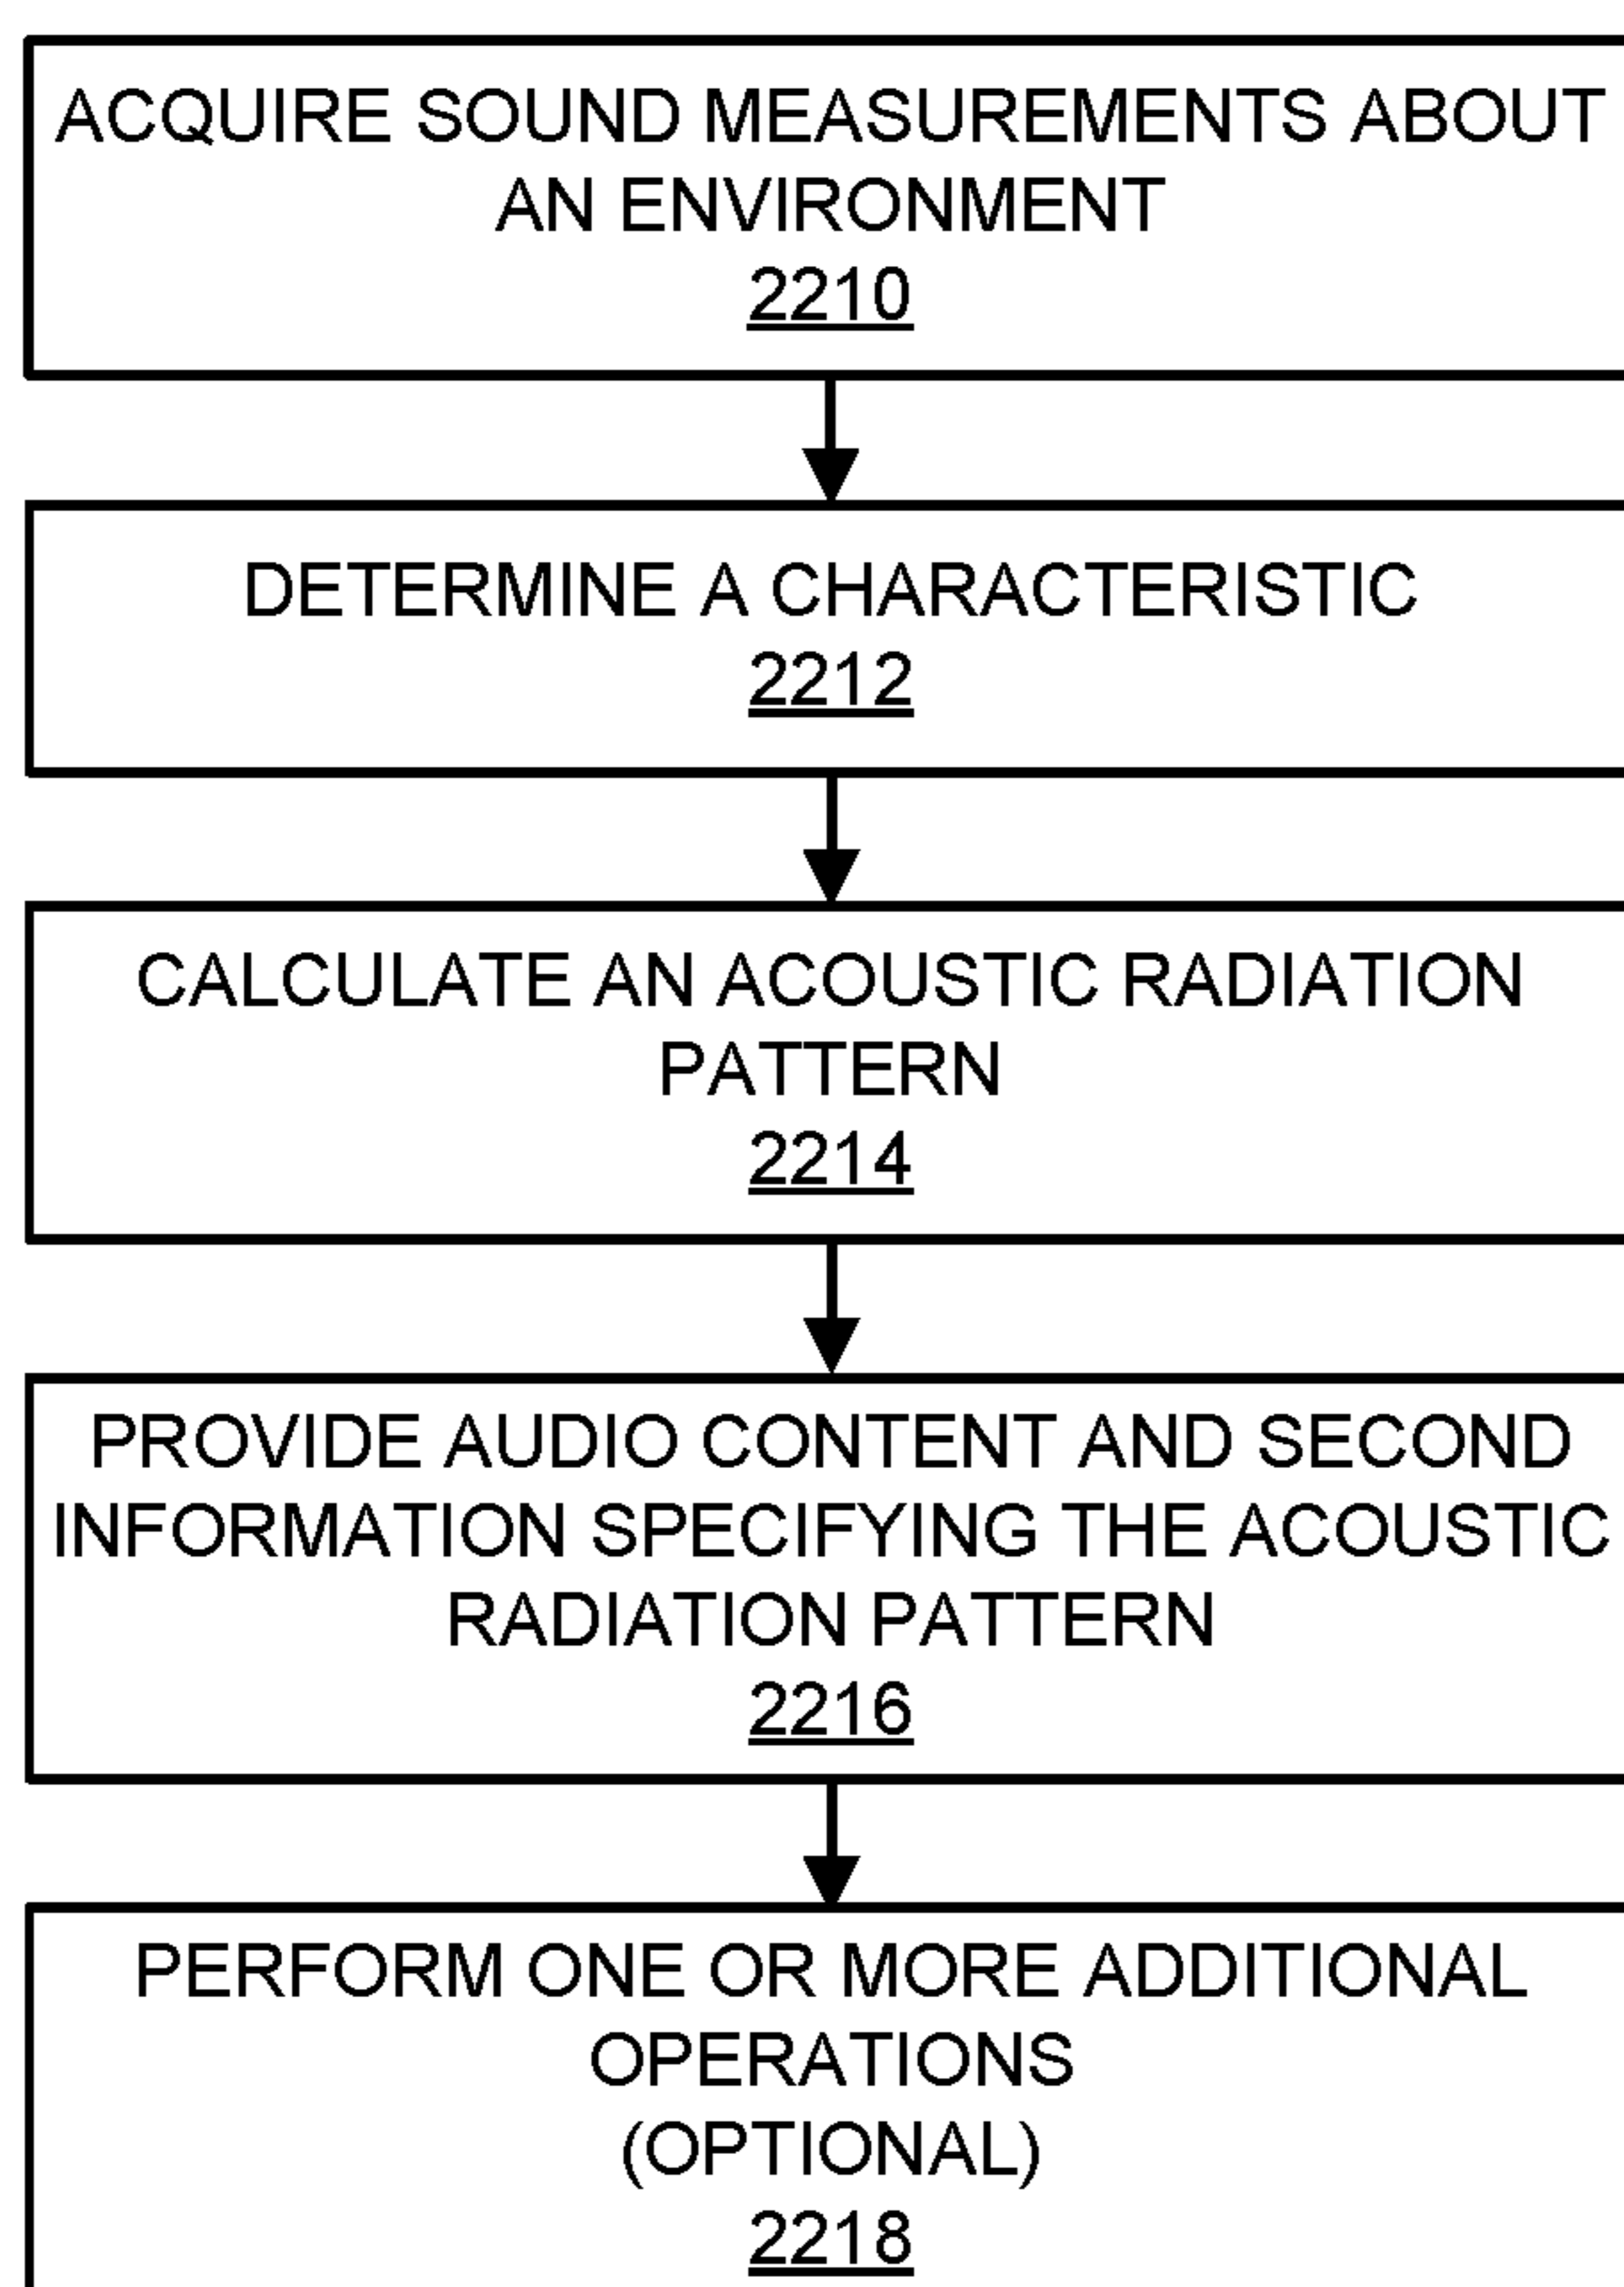 ACQUIRE SOUND MEASUREMENTS ABOUT
AN ENVIRONMENT
2210
DETERMINE A CHARACTERISTIC
2212
CALCULATE AN ACOUSTIC RADIATION
PATTERN
2214
PROVIDE AUDIO CONTENT AND SECOND
INFORMATION SPECIFYING THE ACOUSTIC
RADIATION PATTERN
2216
PERFORM ONE OR MORE ADDITIONAL
OPERATIONS
(OPTIONAL)
2218